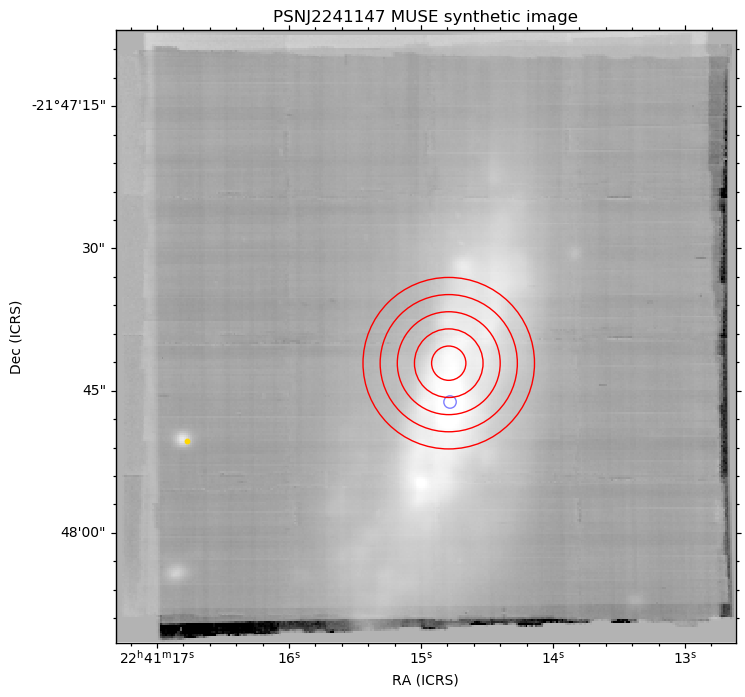 PSNJ2241147 MUSE synthetic image
-21°47'15"
30"
45"
48'00"
Dec (ICRS)
22ʰ41ᵐ17ˢ
16ˢ
15ˢ
14ˢ
13ˢ
RA (ICRS)